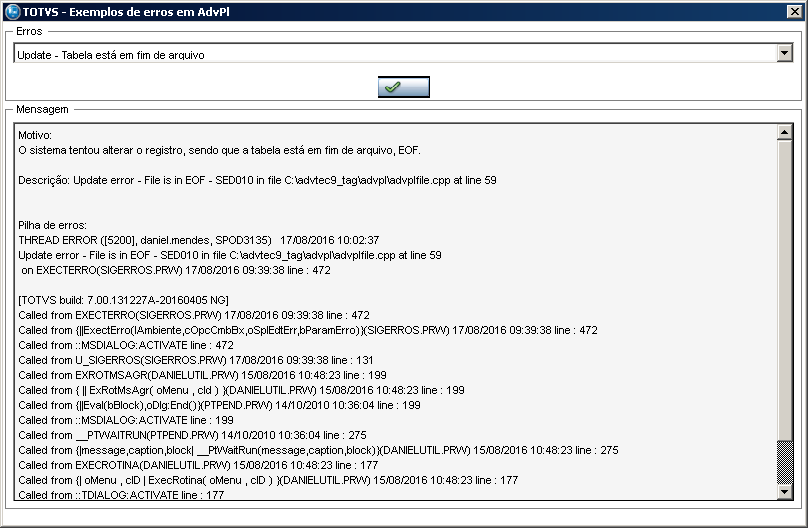 TOTVS - Exemplos de erros em AdvPl
Erros
Update - Tabela está em fim de arquivo
Mensagem
Motivo:
O sistema tentou alterar o registro, sendo que a tabela está em fim de arquivo, EOF.
Descrição: Update error - File is in EOF - SED010 in file C:\advtec9_tag\advpl\advplfile.cpp at line 59
Pilha de erros:
THREAD ERROR ([5200], daniel.mendes, SPOD3135)   17/08/2016 10:02:37
Update error - File is in EOF - SED010 in file C:\advtec9_tag\advpl\advplfile.cpp at line 59
on EXECTERRO(SIGERROS.PRW) 17/08/2016 09:39:38 line : 472
[TOTVS build: 7.00.131227A-20160405 NG]
Called from EXECTERRO(SIGERROS.PRW) 17/08/2016 09:39:38 line : 472
Called from {||ExectErro(lAmbiente,cOpcCmbBx,oSplEdtErr,bParamErro)}(SIGERROS.PRW) 17/08/2016 09:39:38 line : 472
Called from ::MSDIALOG:ACTIVATE line : 472
Called from U_SIGERROS(SIGERROS.PRW) 17/08/2016 09:39:38 line : 131
Called from EXROTMSAGR(DANIELUTIL.PRW) 15/08/2016 10:48:23 line : 199
Called from { || ExRotMsAgr( oMenu , cId ) }(DANIELUTIL.PRW) 15/08/2016 10:48:23 line : 199
Called from {||Eval(bBlock),oDlg:End()}(PTPEND.PRW) 14/10/2010 10:36:04 line : 199
Called from ::MSDIALOG:ACTIVATE line : 199
Called from __PTWAITRUN(PTPEND.PRW) 14/10/2010 10:36:04 line : 275
Called from {|message,caption,block| __PtWaitRun(message,caption,block)}(DANIELUTIL.PRW) 15/08/2016 10:48:23 line : 275
Called from EXECROTINA(DANIELUTIL.PRW) 15/08/2016 10:48:23 line : 177
Called from {| oMenu , cID | ExecRotina( oMenu , cID ) }(DANIELUTIL.PRW) 15/08/2016 10:48:23 line : 177
Called from ::TDIALOG:ACTIVATE line : 177